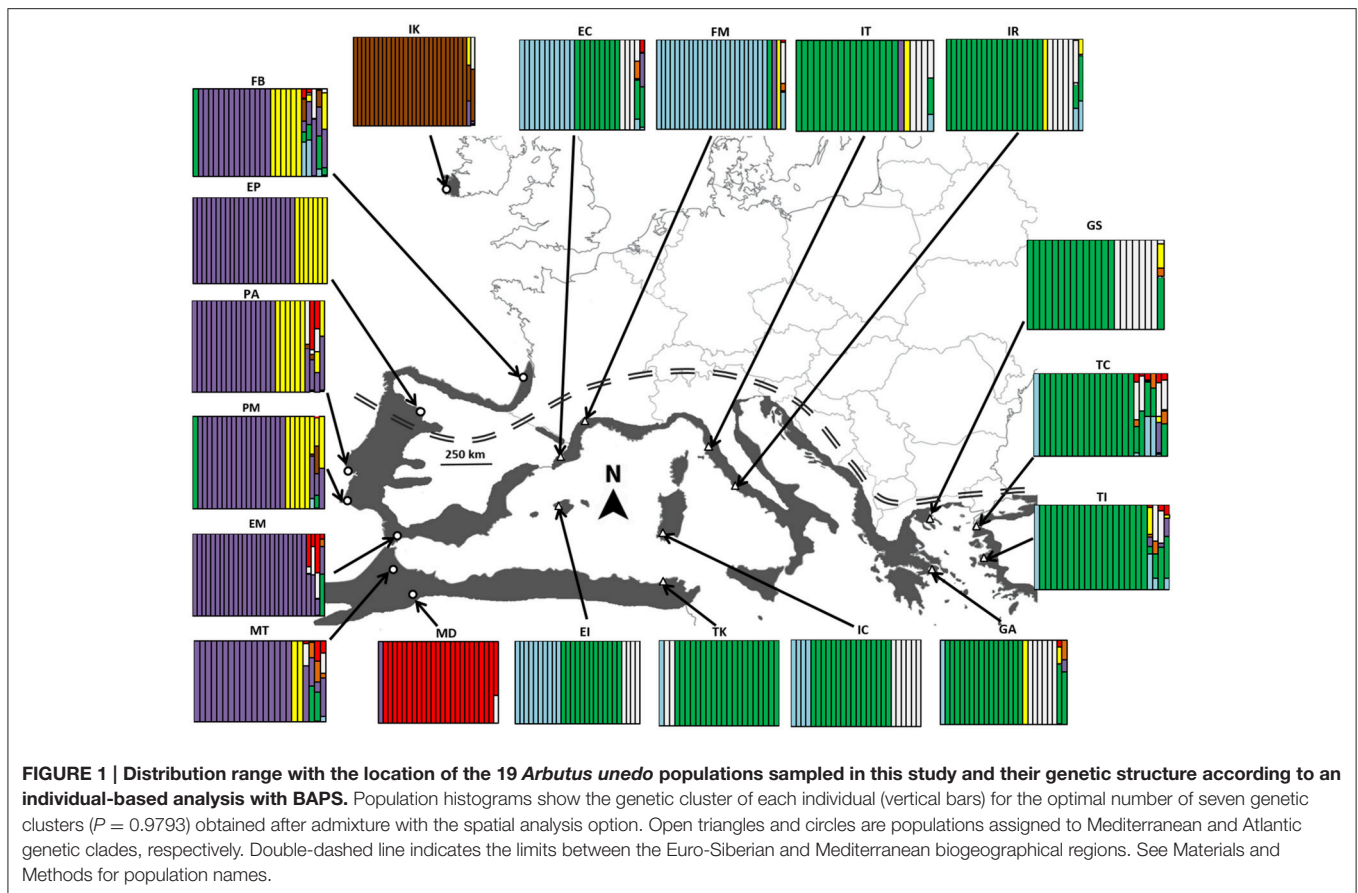 IK
EC
FM
IT
IR
FB
EP
GS
PA
TC
250 km
N
PM
TI
EM
MT
MD
EI
TK
IC
GA
FIGURE 1 | Distribution range with the location of the 19 Arbutus unedo populations sampled in this study and their genetic structure according to an
individual-based analysis with BAPS. Population histograms show the genetic cluster of each individual (vertical bars) for the optimal number of seven genetic
clusters (P = 0.9793) obtained after admixture with the spatial analysis option. Open triangles and circles are populations assigned to Mediterranean and Atlantic
genetic clades, respectively. Double-dashed line indicates the limits between the Euro-Siberian and Mediterranean biogeographical regions. See Materials and
Methods for population names.